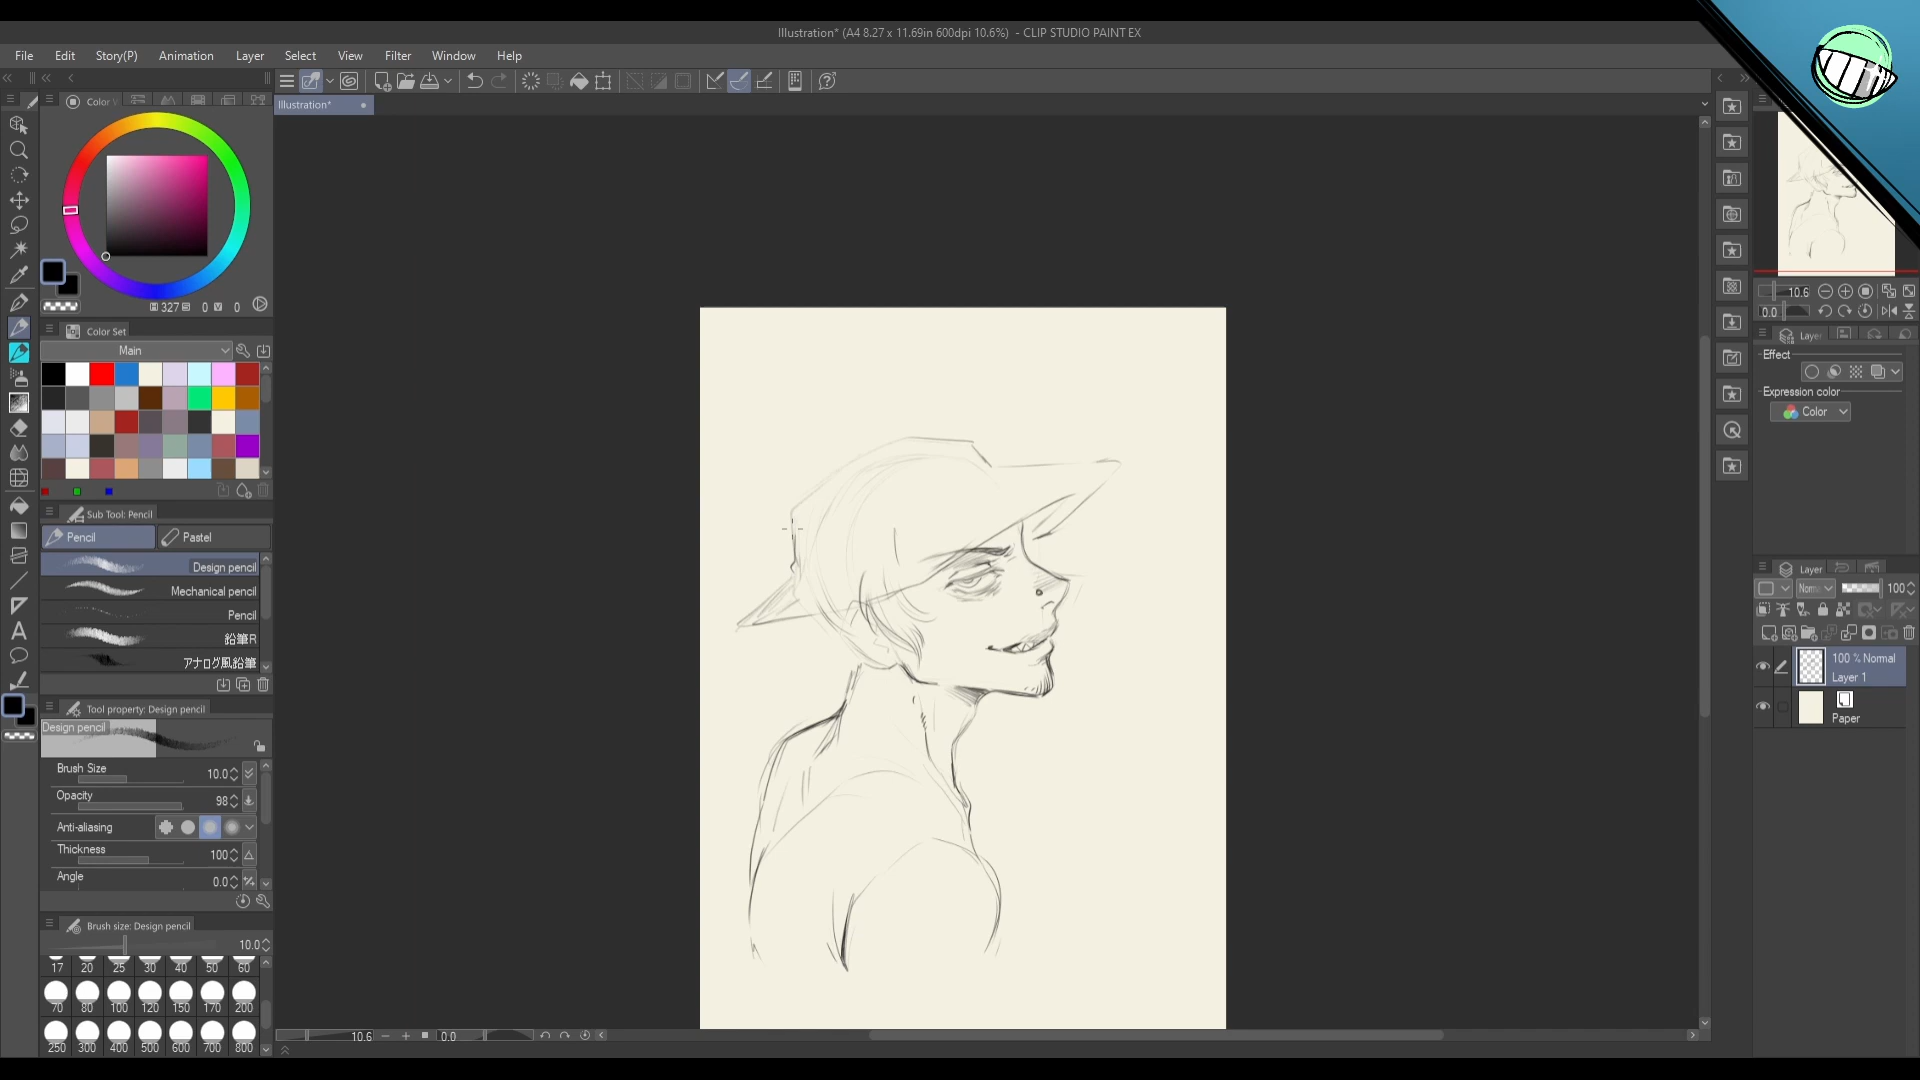 Illustration* (A4 8.27 x 11.69in 600dpi 10.6%) - CLIP STUDIO PAINT EX
File Edit Story(P) Animation Layer Select View Filter Window Help
Color
Illustration*
327 0 0
Color Set
Main
Sub Tool: Pencil
Pencil Pastel
Design pencil
Mechanical pencil
Pencil
鉛筆R
アナログ風鉛筆
Tool property: Design pencil
Design pencil
Brush Size 10.0
Opacity 98
Anti-aliasing
Thickness 100
Angle 0.0
Brush size: Design pencil
10.0
17 20 25 30 40 50 60
70 80 100 120 150 170 200
250 300 400 500 600 700 800
10.6 0.0
10.6
0.0
Layer
Effect
Expression color
Color
Layer
Norm 100
100 % Normal
Layer 1
Paper